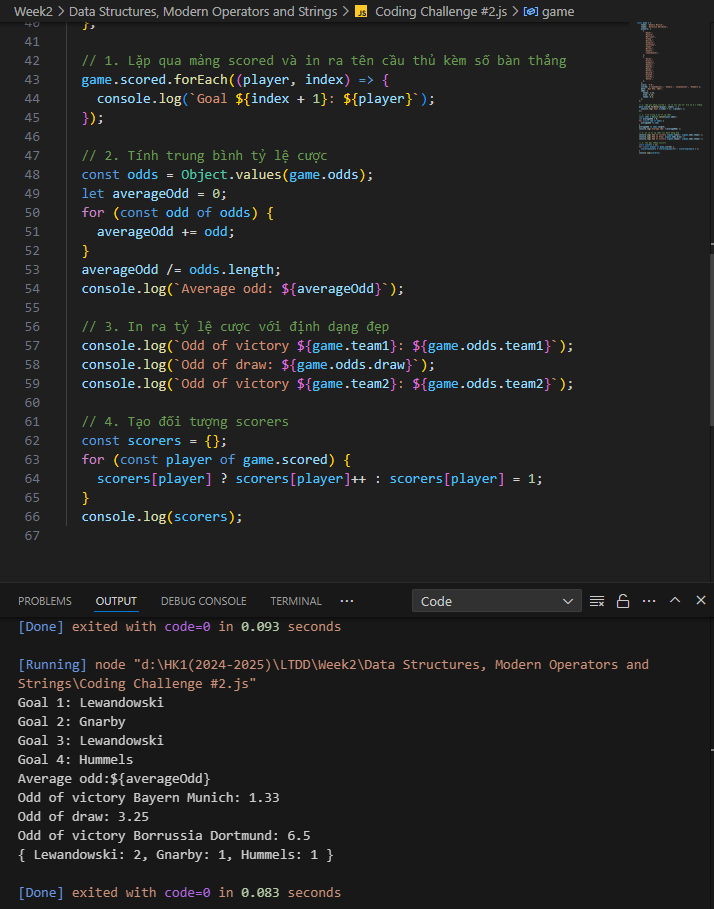 Week2 > Data Structures, Modern Operators and Strings > JS Coding Challenge #2.js > game
40 };
41
42 // 1. Lặp qua mảng scored và in ra tên cầu thủ kèm số bàn thắng
43 game.scored.forEach((player, index) => {
44 console.log(`Goal ${index + 1}: ${player}`);
45 });
46
47 // 2. Tính trung bình tỷ lệ cược
48 const odds = Object.values(game.odds);
49 let averageOdd = 0;
50 for (const odd of odds) {
51 averageOdd += odd;
52 }
53 averageOdd /= odds.length;
54 console.log(`Average odd: ${averageOdd}`);
55
56 // 3. In ra tỷ lệ cược với định dạng đẹp
57 console.log(`Odd of victory ${game.team1}: ${game.odds.team1}`);
58 console.log(`Odd of draw: ${game.odds.draw}`);
59 console.log(`Odd of victory ${game.team2}: ${game.odds.team2}`);
60
61 // 4. Tạo đối tượng scorers
62 const scorers = {};
63 for (const player of game.scored) {
64 scorers[player] ? scorers[player]++ : scorers[player] = 1;
65 }
66 console.log(scorers);
67
PROBLEMS OUTPUT DEBUG CONSOLE TERMINAL ··· Code
[Done] exited with code=0 in 0.093 seconds
[Running] node "d:\HK1(2024-2025)\LTDD\Week2\Data Structures, Modern Operators and
Strings\Coding Challenge #2.js"
Goal 1: Lewandowski
Goal 2: Gnarby
Goal 3: Lewandowski
Goal 4: Hummels
Average odd:${averageOdd}
Odd of victory Bayern Munich: 1.33
Odd of draw: 3.25
Odd of victory Borrussia Dortmund: 6.5
{ Lewandowski: 2, Gnarby: 1, Hummels: 1 }
[Done] exited with code=0 in 0.083 seconds